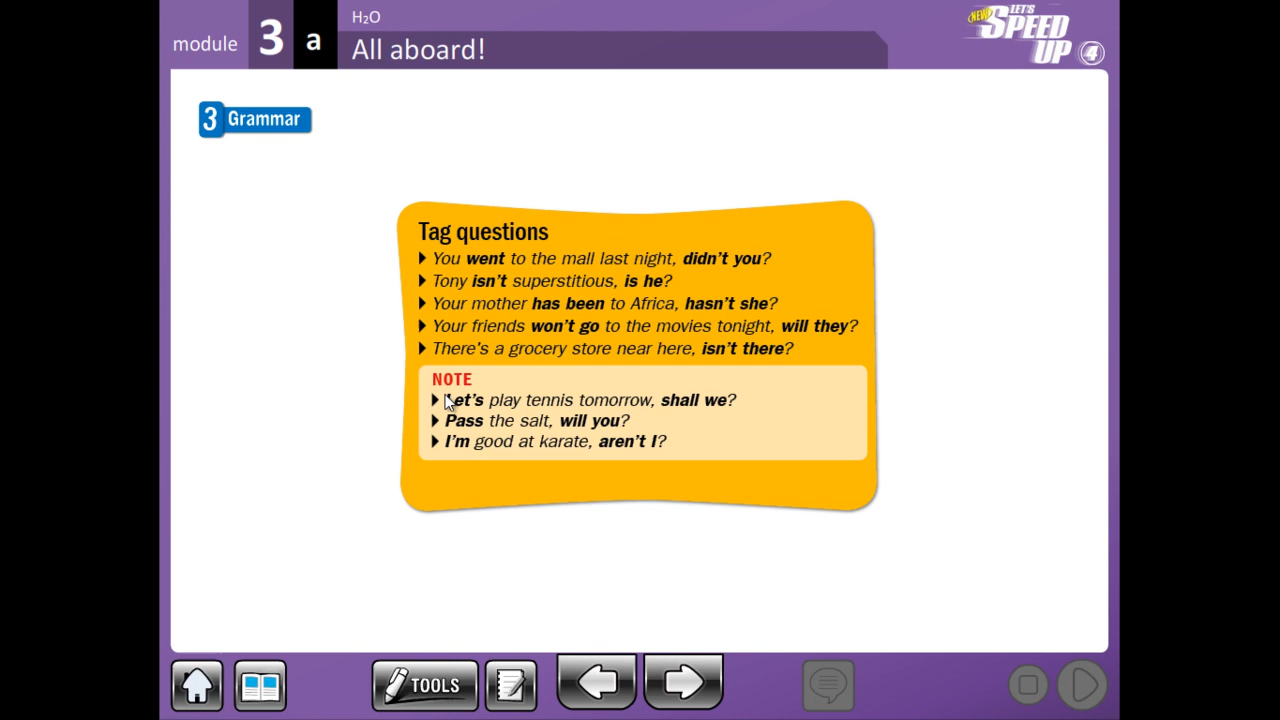 module 3 a
H₂O
All aboard!
NEW LET'S
SPEED
UP 4
3 Grammar
Tag questions
You went to the mall last night, didn't you?
Tony isn't superstitious, is he?
Your mother has been to Africa, hasn't she?
Your friends won't go to the movies tonight, will they?
There's a grocery store near here, isn't there?
NOTE
Let's play tennis tomorrow, shall we?
Pass the salt, will you?
I'm good at karate, aren't I?
TOOLS